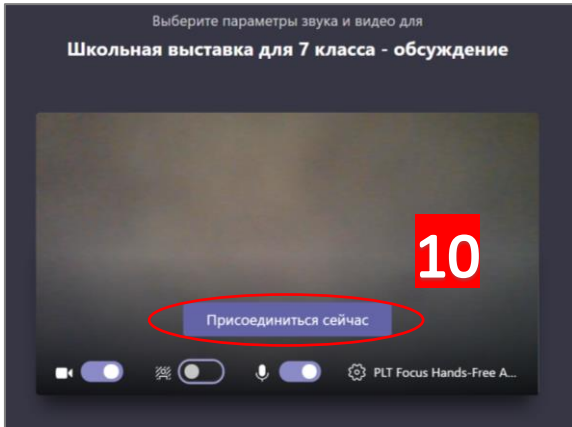 Выберите параметры звука и видео для
Школьная выставка для 7 класса - обсуждение
10
Присоединиться сейчас
PLT Focus Hands-Free A...